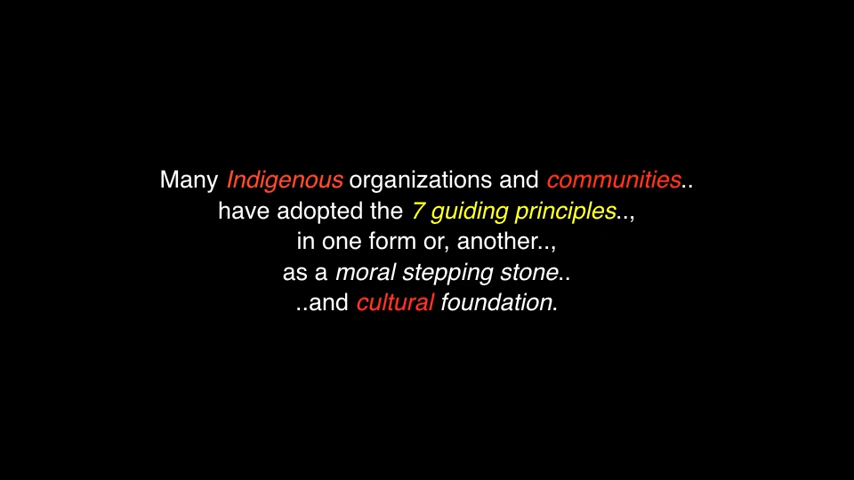 Many Indigenous organizations and communities..
have adopted the 7 guiding principles..,
in one form or, another..,
as a moral stepping stone..
..and cultural foundation.